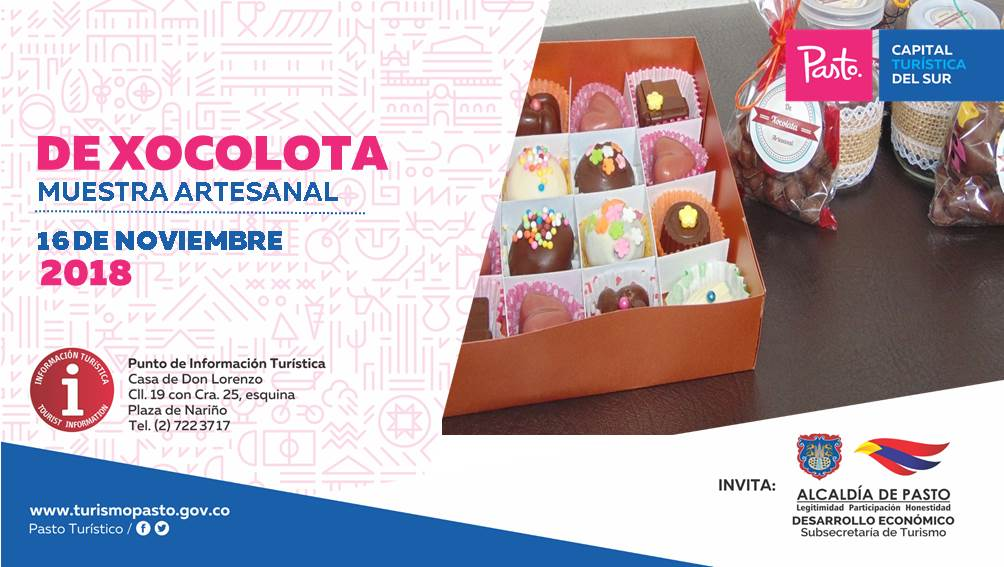 DE XOCOLOTA
MUESTRA ARTESANAL
16 DE NOVIEMBRE
2018
INFORMACIÓN TURÍSTICA
i
TOURIST INFORMATION
Punto de Información Turística
Casa de Don Lorenzo
Cll. 19 con Cra. 25, esquina
Plaza de Nariño
Tel. (2) 7223717
www.turismopasto.gov.co
Pasto Turístico /
Pasto.
CAPITAL
TURÍSTICA
DEL SUR
De
Xocolata
Artesanal
INVITA:
ALCALDÍA DE PASTO
Legitimidad Participación Honestidad
DESARROLLO ECONÓMICO
Subsecretaría de Turismo